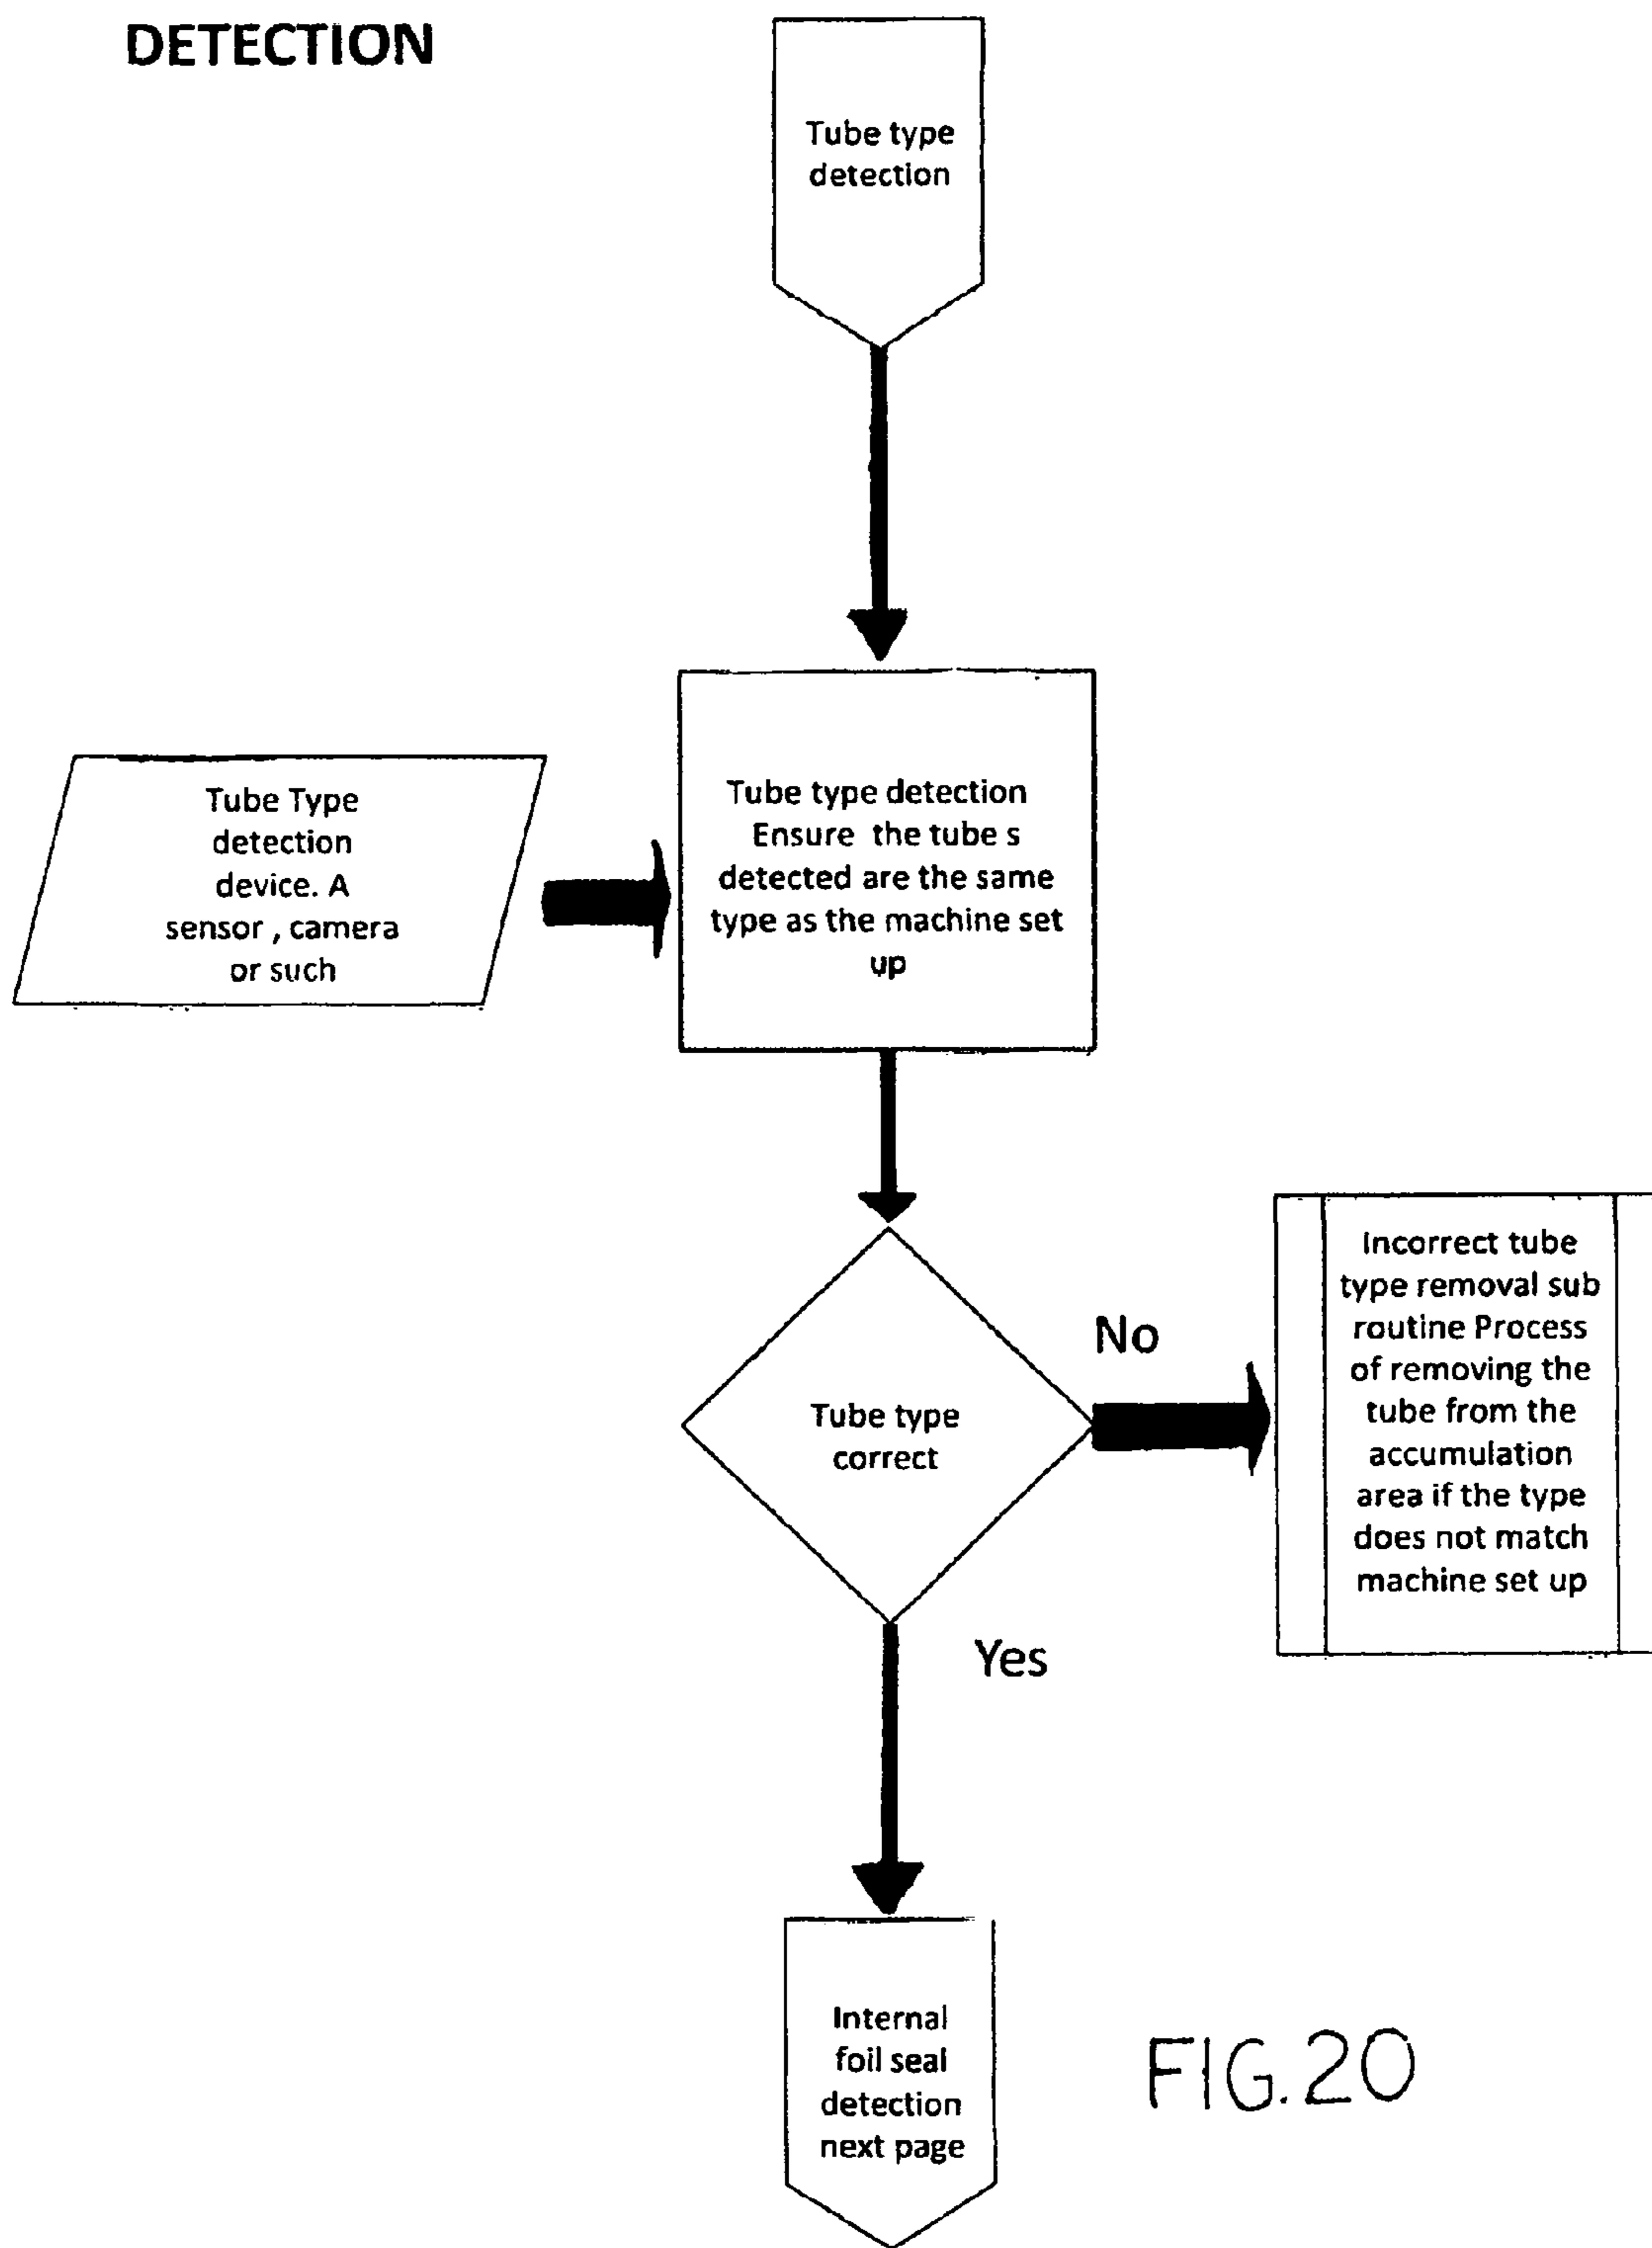 DETECTION
Tube type
detection
Tube Type
detection
device. A
sensor , camera
or such
Tube type detection
Ensure the tube s
detected are the same
type as the machine set
up
Tube type
correct
No
Incorrect tube
type removal sub
routine Process
of removing the
tube from the
accumulation
area if the type
does not match
machine set up
Yes
Internal
foil seal
detection
next page
FIG.20